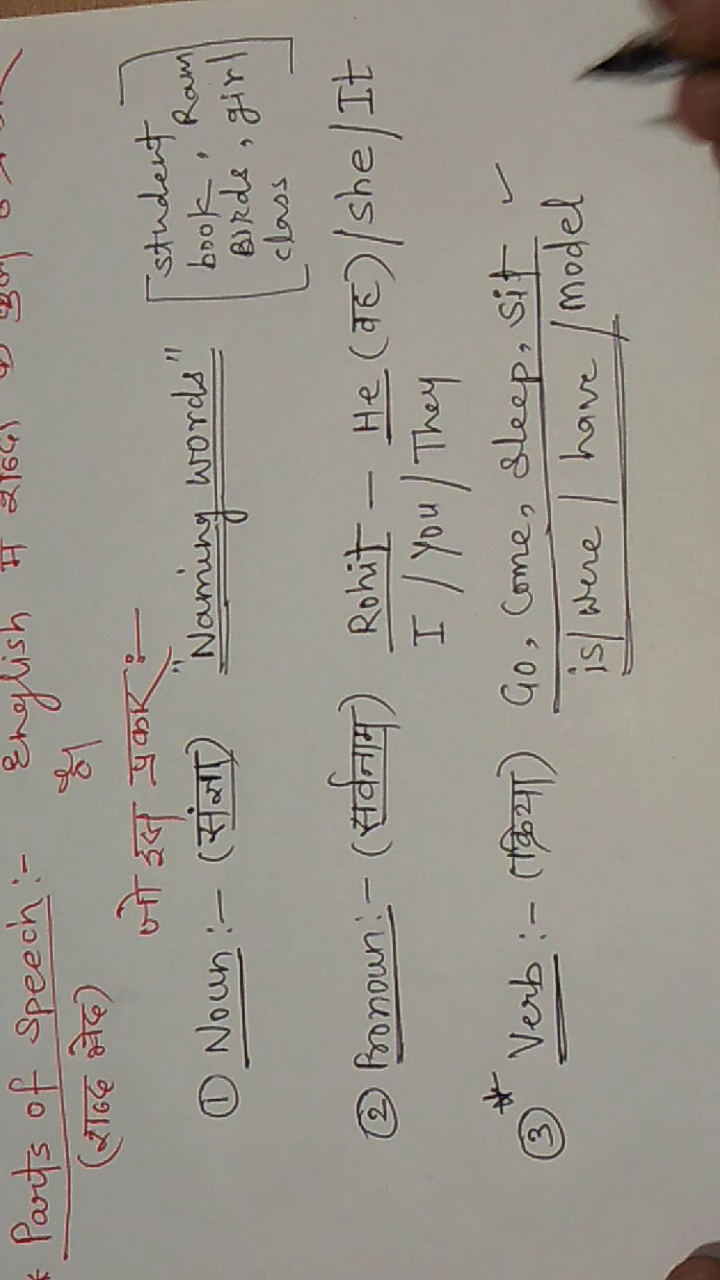 * Parts of Speech :- English में शब्दों के कुल 8
(शब्द भेद) है।
जो इस प्रकार :-
① Noun :- (संज्ञा) "Naming words" [student
book, Ram
Birds, girl
class]
② Pronoun :- (सर्वनाम) Rohit - He (वह) / she / It
I / You / They
* ③ Verb :- (क्रिया) Go, Come, Sleep, Sit ✓
is / were / have / model